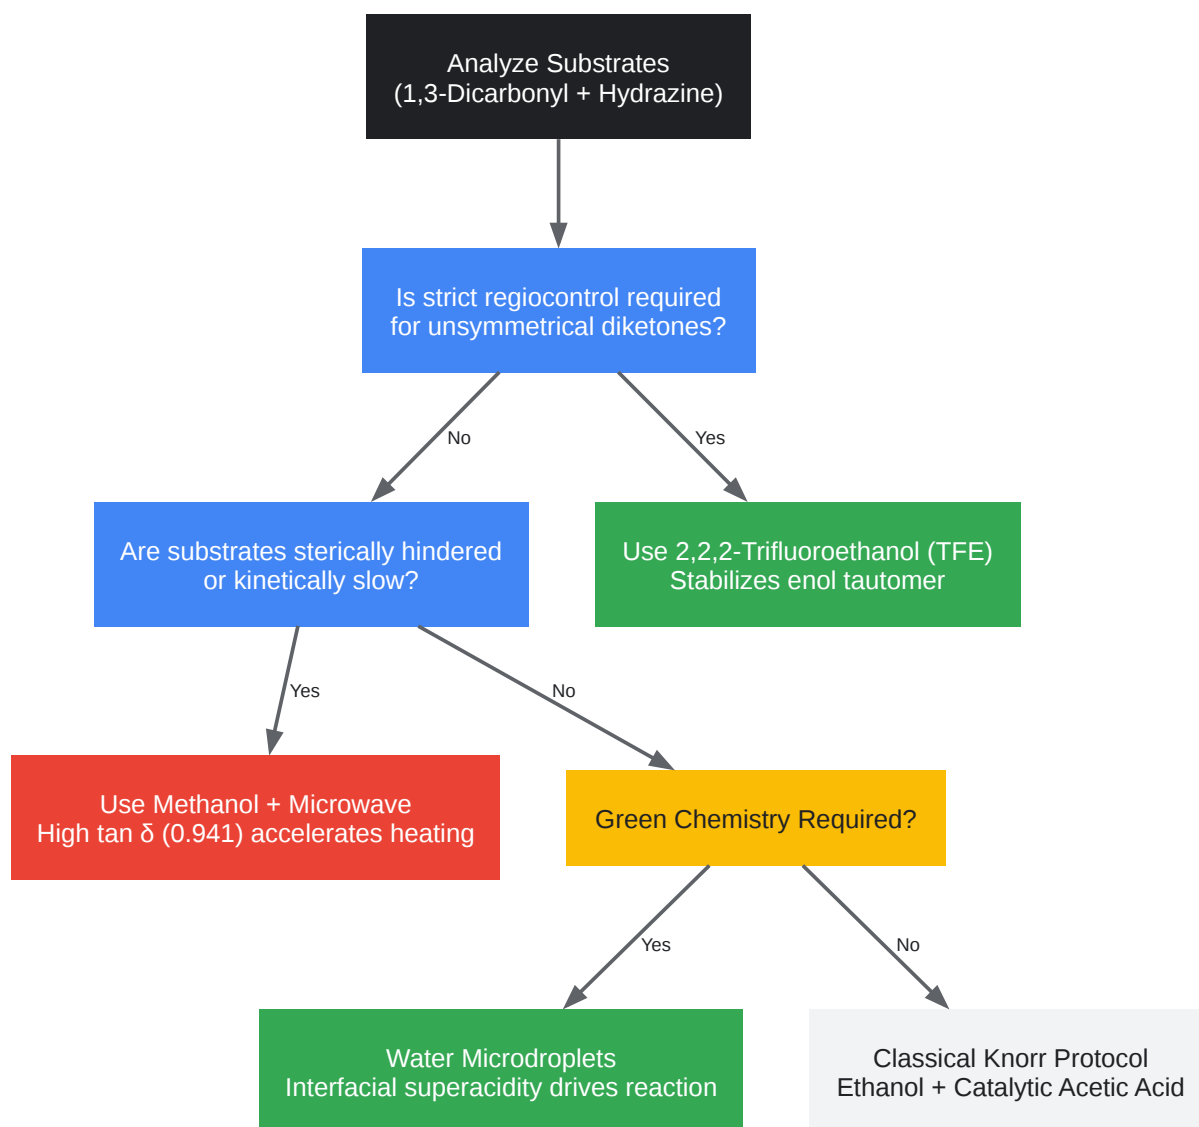 Analyze Substrates
(1,3-Dicarbonyl + Hydrazine)
Is strict regiocontrol required
for unsymmetrical diketones?
No
Yes
Are substrates sterically hindered
or kinetically slow?
Use 2,2,2-Trifluoroethanol (TFE)
Stabilizes enol tautomer
Yes
No
Use Methanol + Microwave
High tan δ (0.941) accelerates heating
Green Chemistry Required?
Yes
No
Water Microdroplets
Interfacial superacidity drives reaction
Classical Knorr Protocol
Ethanol + Catalytic Acetic Acid